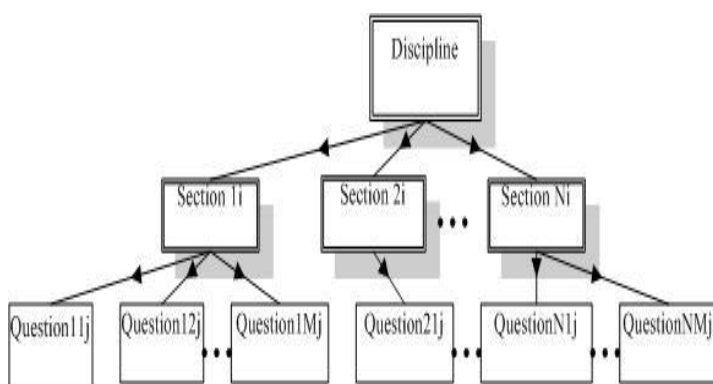 Discipline
Section 1i
Section 2i
Section Ni
Question11j
Question12j
Question1Mj
Question21j
QuestionN1j
QuestionNMj